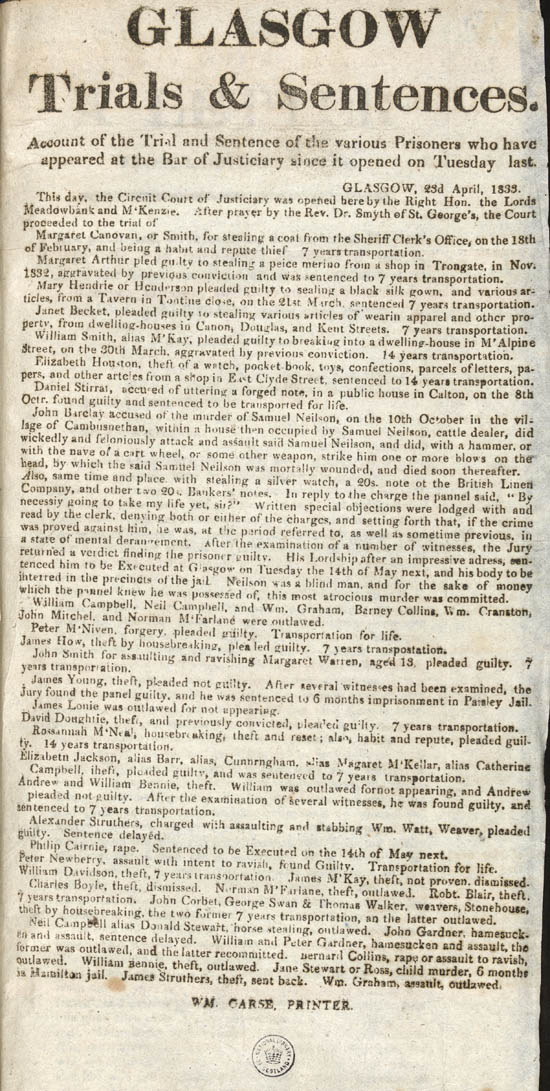 GLASGOW
Trials & Sentences.
Account of the Trial and Sentence of the various Prisoners who have
appeared at the Bar of Justiciary since it opened on Tuesday last.
GLASGOW, 23d April, 1833.
This day, the Circuit Court of Justiciary was opened here by the Right Hon. the Lords
Meadowbank and M'Kenzie. After prayer by the Rev. Dr. Smyth of St. George's, the Court
proceeded to the trial of
Margaret Canovan, or Smith, for stealing a coat from the Sheriff Clerk's Office, on the 18th
of February, and being a habit and repute thief 7 years transportation.
Margaret Arthur pled guilty to stealing a peice merino from a shop in Trongate, in Nov.
1832, aggravated by previous conviction and was sentenced to 7 years transportation.
Mary Hendrie or Henderson pleaded guilty to sealing a black silk gown, and various ar-
ticles, from a Tavern in Tontine close, on the 21st March, sentenced 7 years transportation.
Janet Becket, pleaded guilty to stealing various articles of wearin apparel and other pro-
perty, from dwelling-houses in Canon, Douglas, and Kent Streets. 7 years transportation.
William Smith, alias M'Kay, pleaded guilty to breaking into a dwelling-house in M'Alpine
Street, on the 30th March, aggravated by previous conviction. 14 years transportation.
Elizabeth Houston, theft of a watch, pocket-book, toys, confections, parcels of letters, pa-
pers, and other articles from a shop in East Clyde Street, sentenced to 14 years transportation.
Daniel Stirrat, accused of uttering a forged note, in a public house in Calton, on the 8th
Octr. found guilty and sentenced to be transported for life.
John Barclay accused of the murder of Samuel Neilson, on the 10th October in the vil-
lage of Cambusnethan, within a house then occupied by Samuel Neilson, cattle dealer, did
wickedly and feloniously attack and assault said Samuel Neilson, and did, with a hammer, or
with the nave of a cart wheel, or some other weapon, strike him one or more blows on the
head, by which the said Samuel Neilson was mortally wounded, and died soon thereafter.
Also, same time and place, with stealing a silver watch, a 20s. note ot the British Linen
Company, and other two 20s. Bankers' notes. In reply to the charge the pannel said, "By
necessiy going to take my life yet, sir?" Written special objections were lodged with and
read by the clerk, denying both or either of the charges, and setting forth that, if the crime
was proved against him, he was, at the period referred to, as well as sometime previous, in
a state of mental derangement. After the examination of a number of witnesses, the Jury
returned a verdict finding the prisoner guilty. His Lordship after an impressive adress, sen-
tenced him to be Executed at Glasgow on Tuesday the 14th of May next, and his body to be
interred in the precincts of the jail. Neilson was a blind man, and for the sake of money
which the pannel knew he was possessed of, this most atrocious murder was committed.
William Campbell, Neil Campbell, and Wm. Graham, Barney Collins, Wm. Cranston,
John Mitchel, and Norman M'Farlane were outlawed.
Peter M'Niven, forgery, pleaded guilty. Transportation for life.
James How, theft by housebreaking, pleaded guilty. 7 years transpostation.
John Smith for assaulting and ravishing Margaret Warren, aged 13, pleaded guilty. 7
years transportation.
James Young, theft, pleaded not guilty. After several witnesses had been examined, the
jury found the panel guilty, and he was sentenced to 6 months imprisonment in Paisley Jail.
James Louie was outlawed for not appearing.
David Doughtie, theft, and previously convicted, pleaded guilty. 7 years transportation.
Rossannah M'Neal, housebreaking, theft and reset; also, habit and repute, pleaded guil-
ty. 14 years transportation.
Elizabeth Jackson, alias Barr, alias, Cunnrngham, alias Magaret M'Kellar, alias Catherine
Campbell, theft, pleaded guilty, and was sentenced to 7 years transportation.
Andrew and William Bennie, theft. William was outlawed fornot appearing, and Andrew
pleaded not guilty. After the examination of several witnesses, he was found guilty, and
sentenced to 7 years transportation.
Alexander Struthers, charged with assaulting and stabbing Wm. Watt, Weaver, pleaded
guilty. Sentence delayed.
Philip Cairnie, rape. Sentenced to be Executed on the 14th of May next.
Peter Newberry, assault with intent to ravish, found Guilty. Transportation for life.
William Davidson, theft, 7 years transportation. James M'Kay, theft, not proven, dismissed.
Charles Boyle, theft, dismissed. Norman M'Farlane, theft, outlawed. Robt. Blair, theft.
7 years transportation. John Corbet, George Swan & Thomas Walker, weavers, Stonehouse,
theft by housebreaking, the two former 7 years transportation, an the latter outlawed.
Neil Campbell alias Donald Stewart, horse stealing, outlawed. John Gardner, hamesuck-
en and assault, sentence delayed. William and Peter Gardner, hamesucken and assault, the
former was outlawed, and the latter recommitted. Bernard Collins, rape or assault to ravish,
outlawed. William Bennie, theft, outlawed. Jane Stewart or Ross, child murder, 6 months
in Hamilton jail. James Struthers, theft, sent back. Wm. Graham, assault, outlawed.
WM. CARSE, PRINTER.
NATIONAL LIBRARY OF SCOTLAND